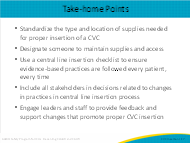 Take-home Points
• Standardize the type and location of supplies needed
for proper insertion of a CVC
• Designate someone to maintain supplies and access
• Use a central line insertion checklist to ensure
evidence-based practices are followed every patient,
every time
• Include all stakeholders in decisions related to changes
in practices in central line insertion process
• Engage leaders and staff to provide feedback and
support changes that promote proper CVC insertion